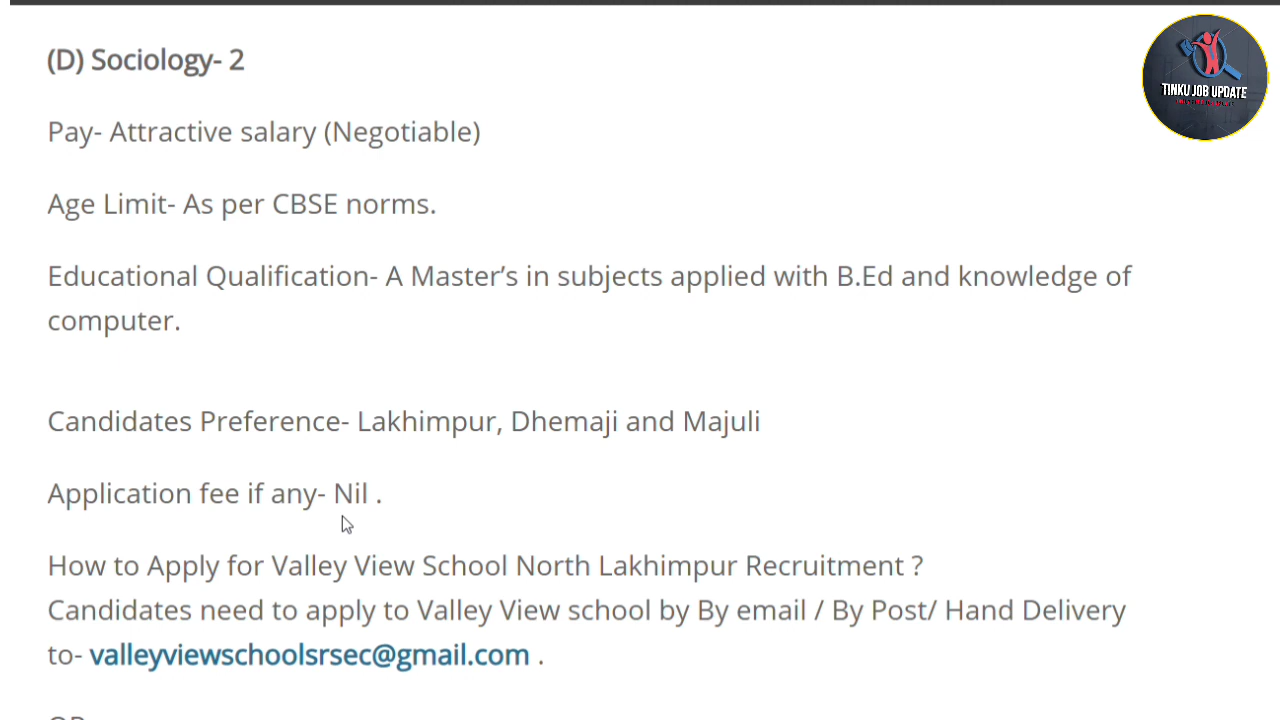 (D) Sociology- 2
TINKU JOB UPDATE
Pay- Attractive salary (Negotiable)
Age Limit- As per CBSE norms.
Educational Qualification- A Master’s in subjects applied with B.Ed and knowledge of
computer.
Candidates Preference- Lakhimpur, Dhemaji and Majuli
Application fee if any- Nil .
How to Apply for Valley View School North Lakhimpur Recruitment ?
Candidates need to apply to Valley View school by By email / By Post/ Hand Delivery
to- valleyviewschoolsrsec@gmail.com .